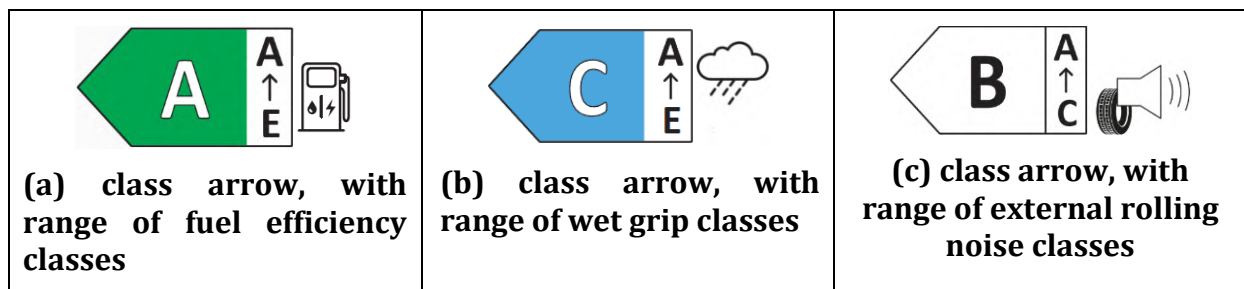 A
A
↑
E
C
A
↑
E
B
A
↑
C
(a) class arrow, with
range of fuel efficiency
classes
(b) class arrow, with
range of wet grip classes
(c) class arrow, with
range of external rolling
noise classes